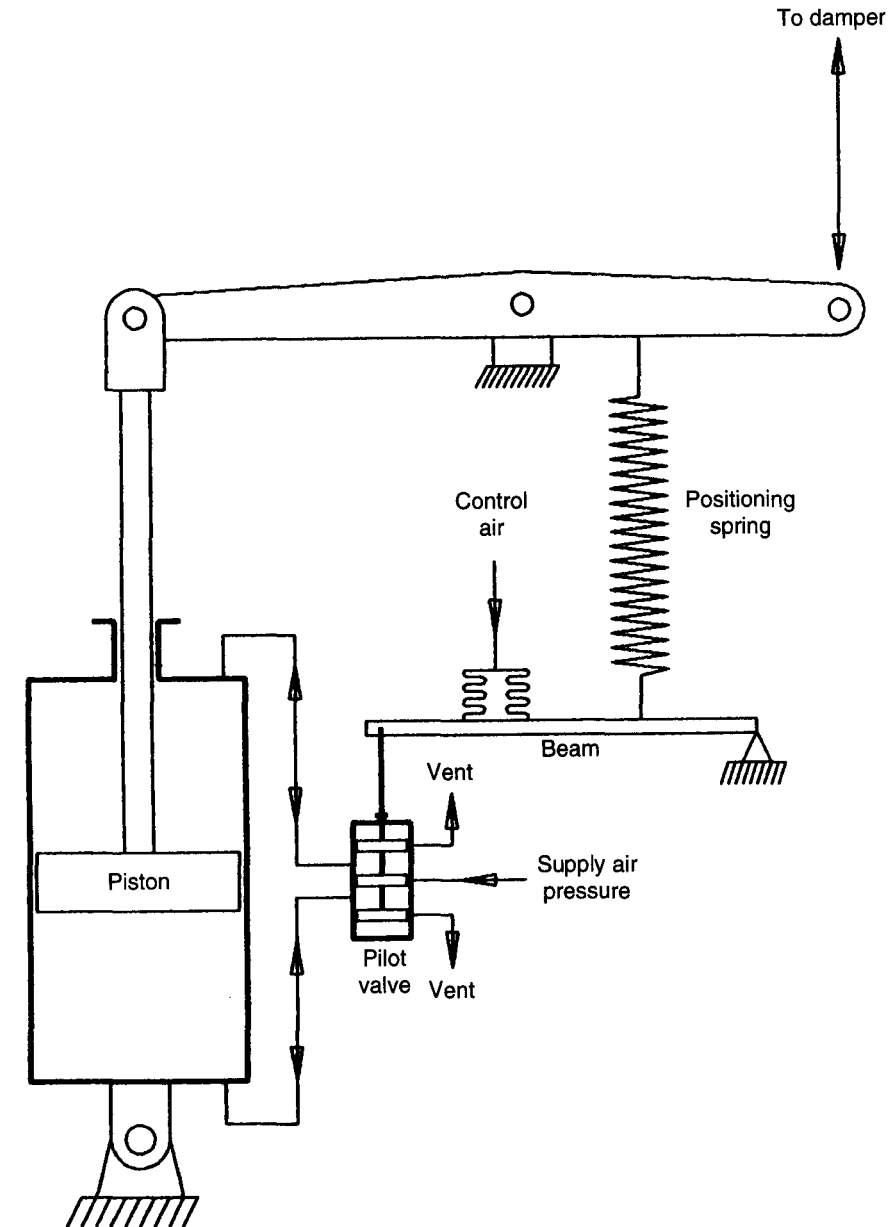 To damper
Control
air
Positioning
spring
Beam
Vent
Piston
Supply air
pressure
Pilot
valve
Vent